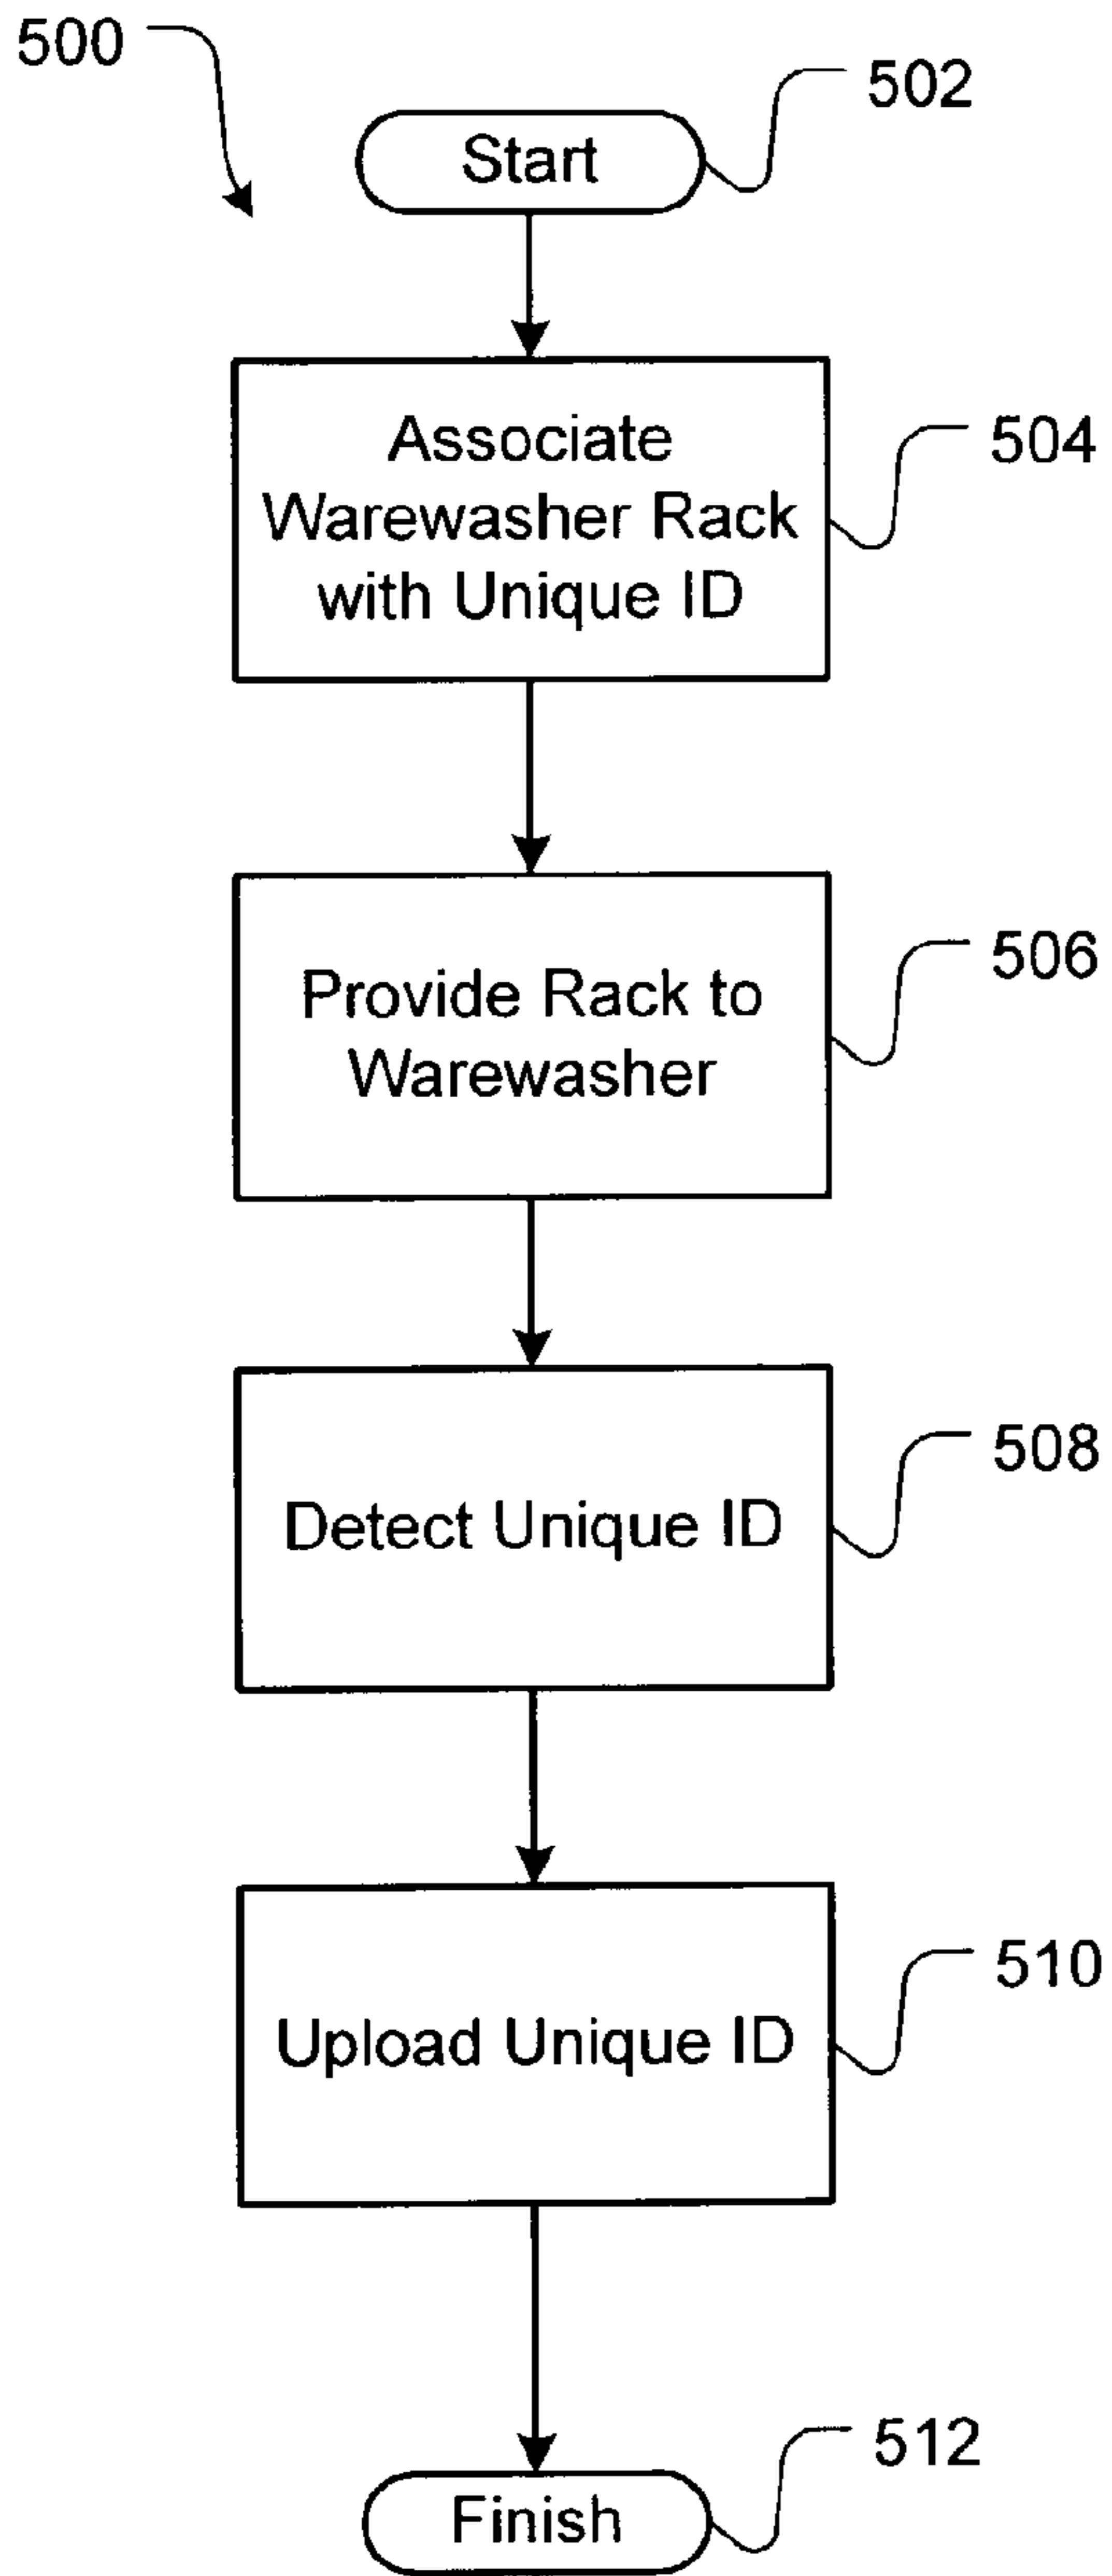 500
502
Start
504
Associate
Warewasher Rack
with Unique ID
506
Provide Rack to
Warewasher
508
Detect Unique ID
510
Upload Unique ID
512
Finish